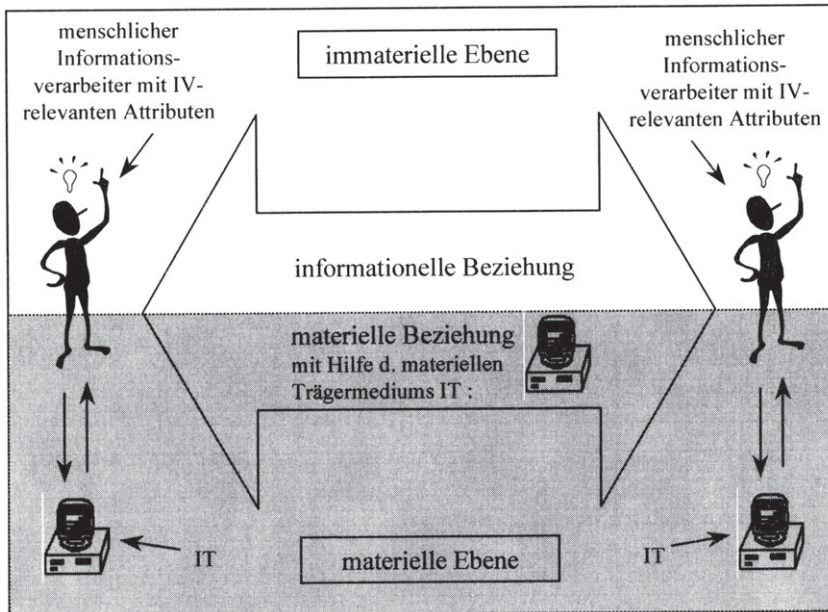 menschlicher
Informations-
verarbeiter mit IV-
relevanten Attributen
immaterielle Ebene
menschlicher
Informations-
verarbeiter mit IV-
relevanten Attributen
informationelle Beziehung
materielle Beziehung
mit Hilfe d. materiellen
Trägermediums IT :
IT
materielle Ebene
IT